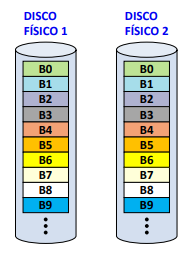 DISCO
FÍSICO 1
B0
B1
B2
B3
B4
B5
B6
B7
B8
B9
DISCO
FÍSICO 2
B0
B1
B2
B3
B4
B5
B6
B7
B8
B9